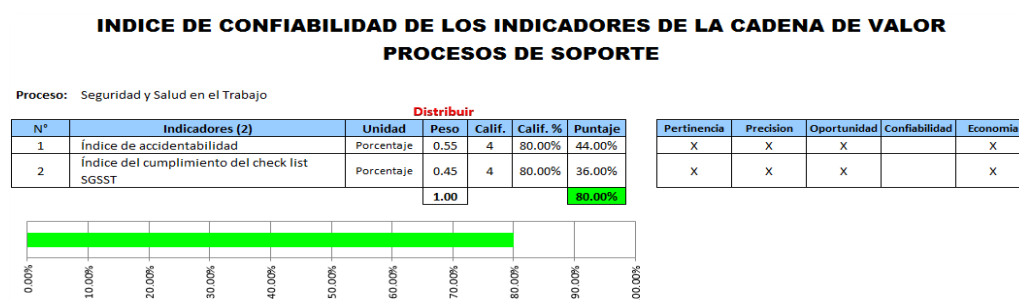 INDICE DE CONFIABILIDAD DE LOS INDICADORES DE LA CADENA DE VALOR
PROCESOS DE SOPORTE
Proceso: Seguridad y Salud en el Trabajo
Distribuir
N° Indicadores (2) Unidad Peso Calif. Calif. % Puntaje Pertinencia Precision Oportunidad Confiabilidad Economia
1 Índice de accidentabilidad Porcentaje 0.55 4 80.00% 44.00% X X X X
2 Índice del cumplimiento del check list SGSST Porcentaje 0.45 4 80.00% 36.00% X X X X
1.00 80.00%
0.00% 10.00% 20.00% 30.00% 40.00% 50.00% 60.00% 70.00% 80.00% 90.00% 00.00%